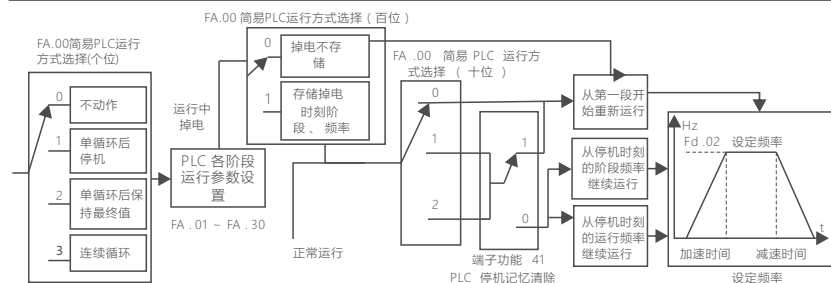 FA.00 简易PLC运行方式选择（百位）
FA.00简易PLC运行
方式选择(个位)
0
不动作
1
单循环后
停机
2
单循环后保
持最终值
3
连续循环
运行中
掉电
PLC 各阶段
运行参数设
置
FA . 01 ~ FA . 30
0
掉电不存
储
1
存储掉电
时刻阶
段 、 频率
正常运行
FA .00 简易 PLC 运行方
式选择 （ 十位 ）
0
1
2
1
0
端子功能 41
PLC 停机记忆清除
从第一段开
始重新运行
从停机时刻
的阶段频率
继续运行
从停机时刻
的运行频率
继续运行
Hz
Fd .02 设定频率
t
加速时间 减速时间
设定频率